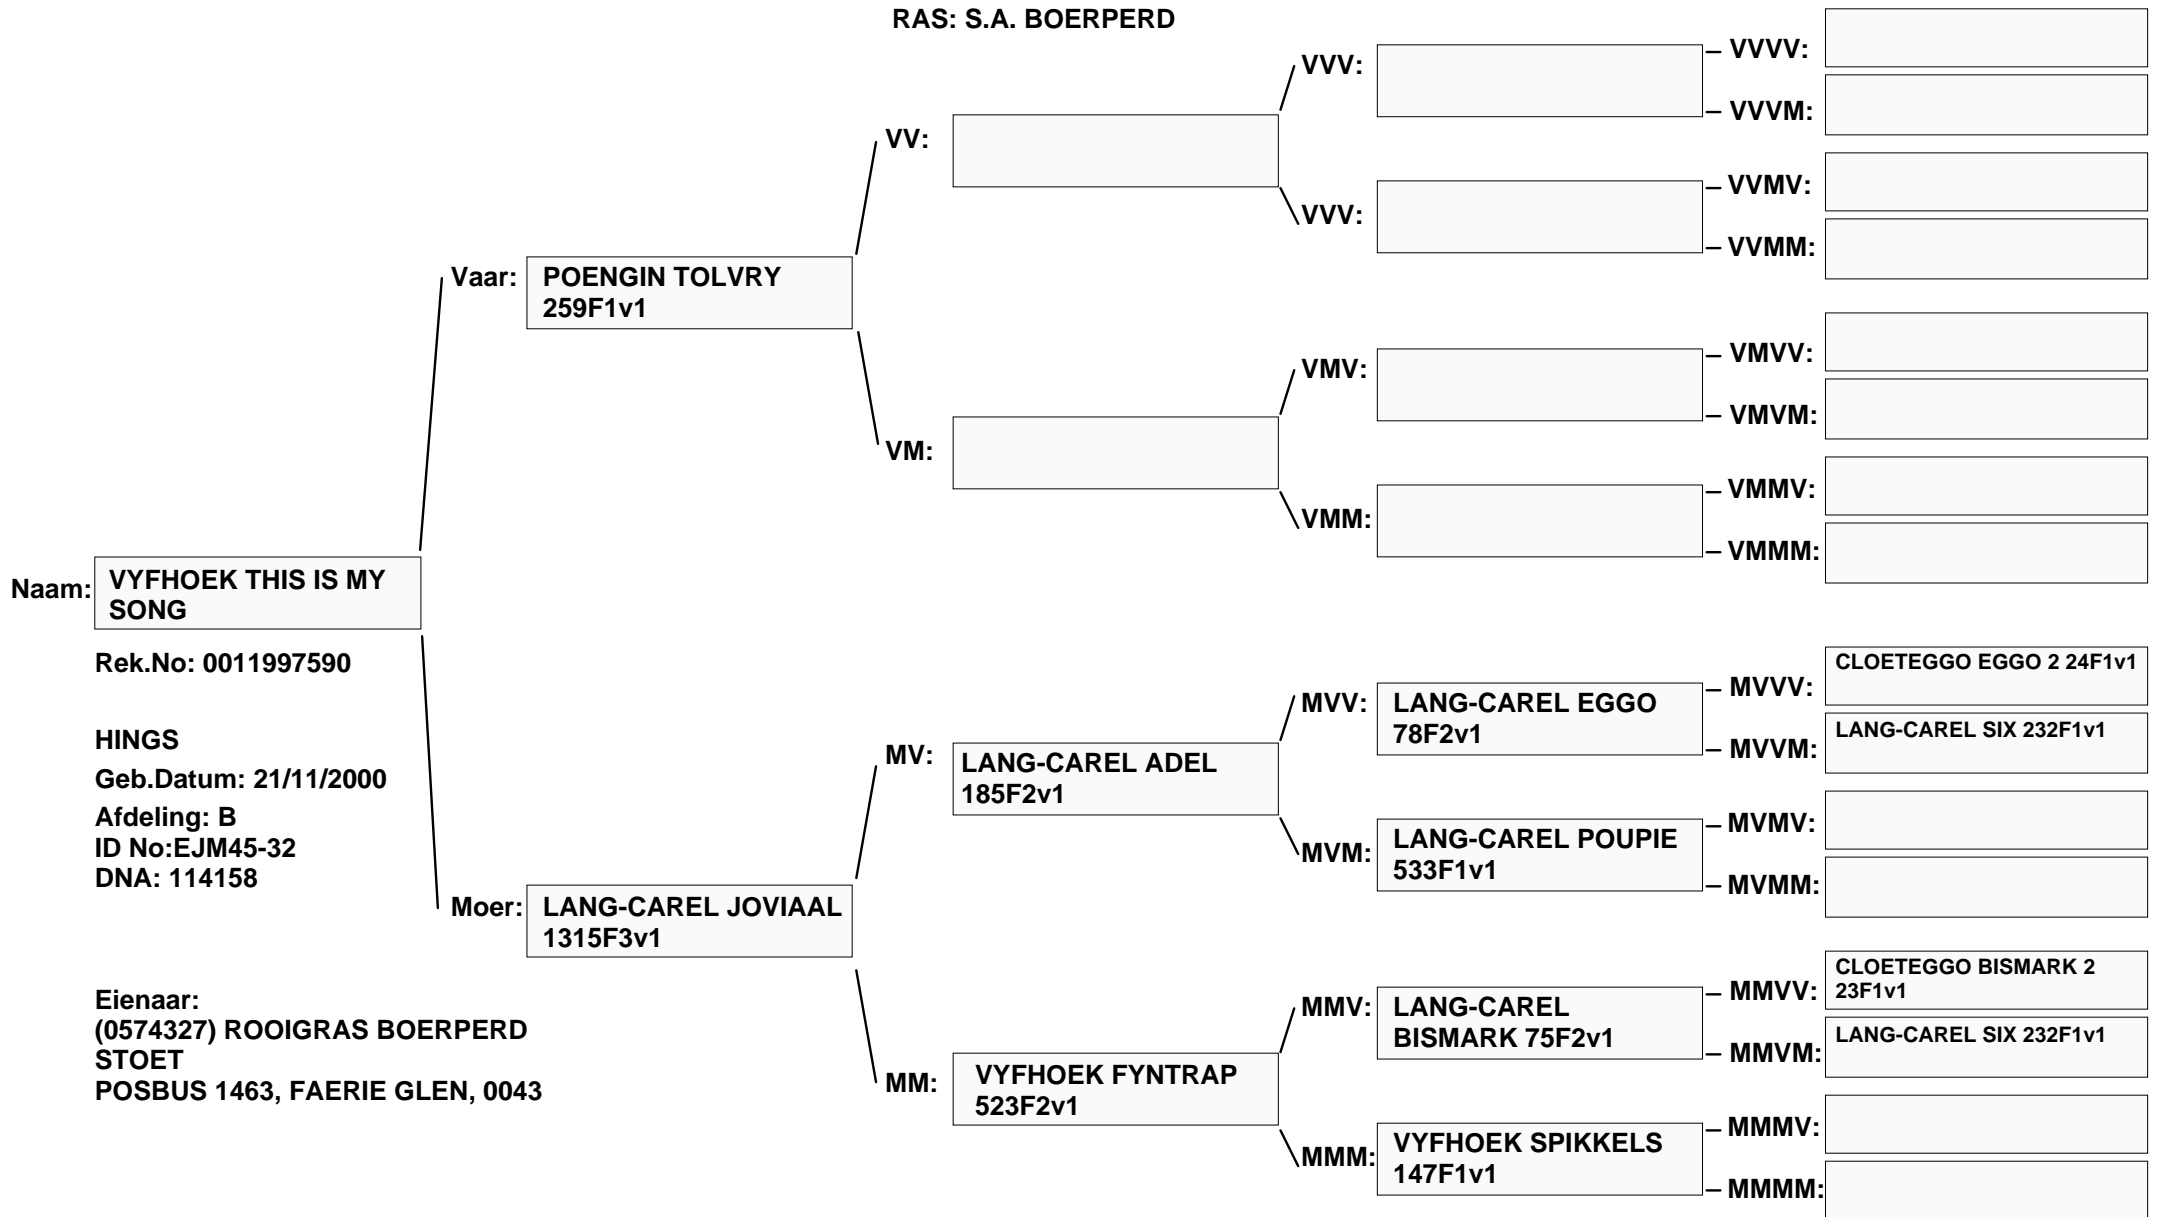 RAS: S.A. BOERPERD
Naam:
VYFHOEK THIS IS MY
SONG
Rek.No: 0011997590
HINGS
Geb.Datum: 21/11/2000
Afdeling: B
ID No:EJM45-32
DNA: 114158
Eienaar:
(0574327) ROOIGRAS BOERPERD
STOET
POSBUS 1463, FAERIE GLEN, 0043
Vaar:
POENGIN TOLVRY
259F1v1
Moer:
LANG-CAREL JOVIAAL
1315F3v1
VV:
VM:
MV:
LANG-CAREL ADEL
185F2v1
MM:
VYFHOEK FYNTRAP
523F2v1
VVV:
VVV:
VMV:
VMM:
MVV:
LANG-CAREL EGGO
78F2v1
MVM:
LANG-CAREL POUPIE
533F1v1
MMV:
LANG-CAREL
BISMARK 75F2v1
MMM:
VYFHOEK SPIKKELS
147F1v1
VVVV:
VVVM:
VVMV:
VVMM:
VMVV:
VMVM:
VMMV:
VMMM:
MVVV:
CLOETEGGO EGGO 2 24F1v1
MVVM:
LANG-CAREL SIX 232F1v1
MVMV:
MVMM:
MMVV:
CLOETEGGO BISMARK 2
23F1v1
MMVM:
LANG-CAREL SIX 232F1v1
MMMV:
MMMM: